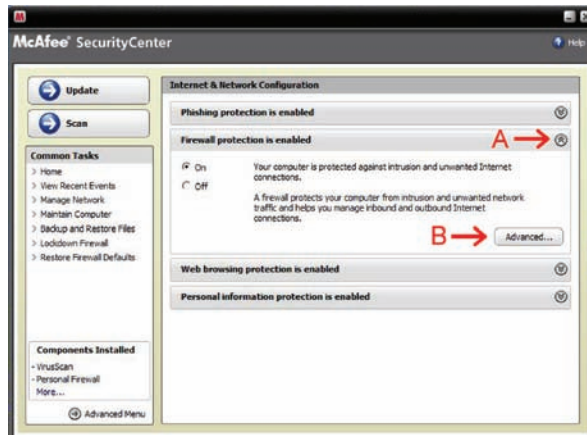 McAfee® SecurityCenter
Help
Update
Scan
Common Tasks
> Home
> View Recent Events
> Manage Network
> Maintain Computer
> Backup and Restore Files
> Lockdown Firewall
> Restore Firewall Defaults
Components Installed
- VirusScan
- Personal Firewall
More...
Advanced Menu
Internet & Network Configuration
Phishing protection is enabled
Firewall protection is enabled
A
On
Off
Your computer is protected against intrusion and unwanted Internet
connections.
A firewall protects your computer from intrusion and unwanted network
traffic and helps you manage inbound and outbound Internet
connections.
B
Advanced...
Web browsing protection is enabled
Personal information protection is enabled